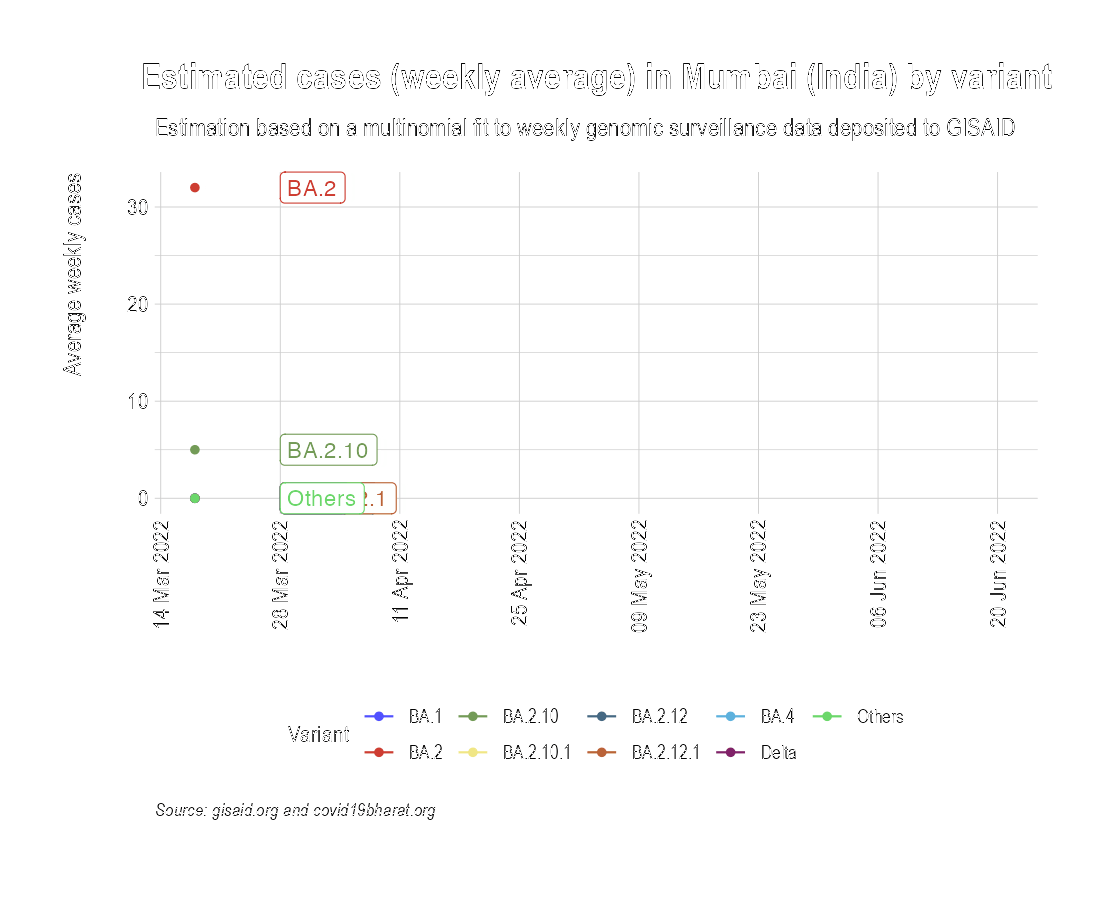 Estimated cases (weekly average) in Mumbai (India) by variant
Estimation based on a multinomial fit to weekly genomic surveillance data deposited to GISAID
Average weekly cases
30
20
10
0
BA.2
BA.2.10
Others
2.1
14 Mar 2022
28 Mar 2022
11 Apr 2022
25 Apr 2022
09 May 2022
23 May 2022
06 Jun 2022
20 Jun 2022
Variant
BA.1 BA.2.10 BA.2.12 BA.4 Others
BA.2 BA.2.10.1 BA.2.12.1 Delta
Source: gisaid.org and covid19bharat.org